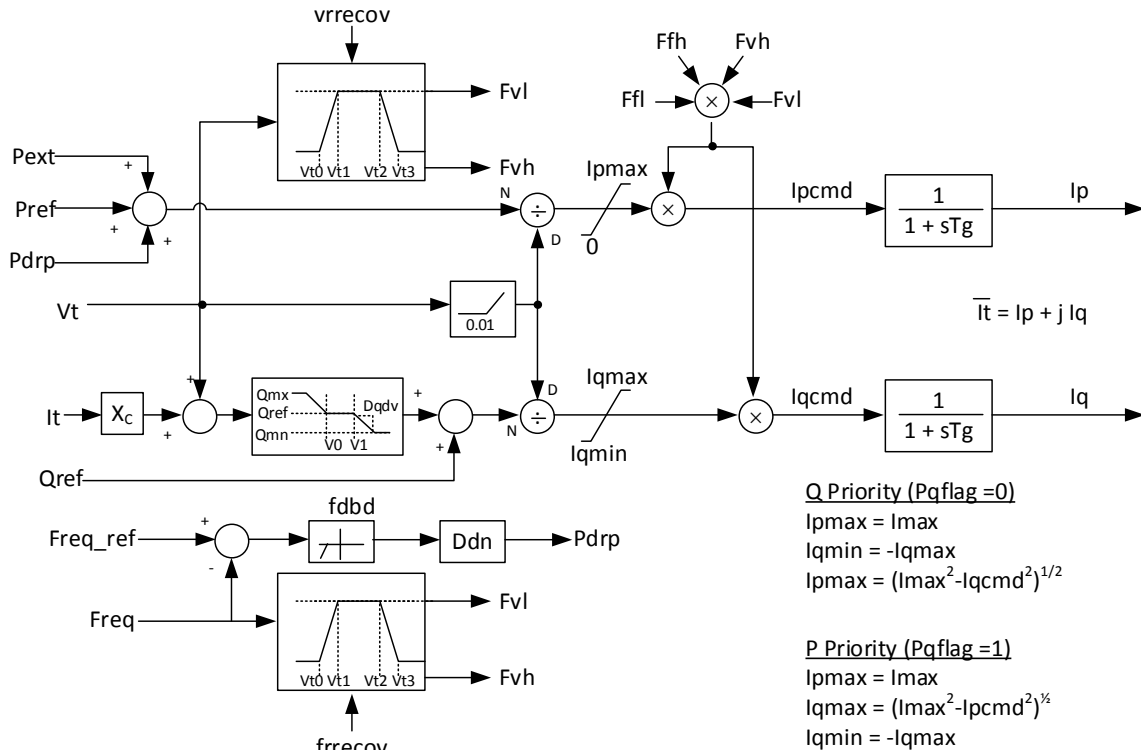 vrrecov
Ffh
Fvh
Ffl
Fvl
Fvl
Fvh
Vt0 Vt1 Vt2 Vt3
Pext
+
Pref
+
+
Pdrp
N
÷
D
Ipmax
0
×
×
Ipcmd
1
1 + sTg
Ip
Vt
0.01
It = Ip + j Iq
It
Xc
+
+
Qmx
Qref
Qmn
Dqdv
V0 V1
+
+
Qref
D
N
÷
Iqmax
Iqmin
×
Iqcmd
1
1 + sTg
Iq
Freq_ref
+
-
fdbd
Ddn
Pdrp
Freq
Vt0 Vt1 Vt2 Vt3
Fvl
Fvh
frrecov
Q Priority (Pqflag =0)
Ipmax = Imax
Iqmin = -Iqmax
Ipmax = (Imax²-Iqcmd²)^1/2
P Priority (Pqflag =1)
Ipmax = Imax
Iqmax = (Imax²-Ipcmd²)^½
Iqmin = -Iqmax